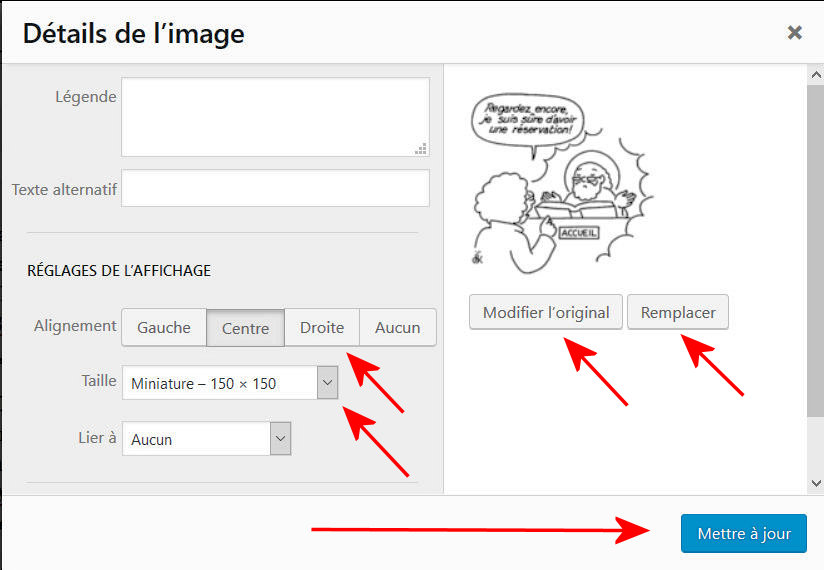 Détails de l’image
Légende
Texte alternatif
RÉGLAGES DE L’AFFICHAGE
Alignement Gauche Centre Droite Aucun
Taille Miniature – 150 × 150
Lier à Aucun
Regardez encore,
je suis sûre d'avoir
une réservation!
ACCUEIL
Modifier l’original Remplacer
Mettre à jour